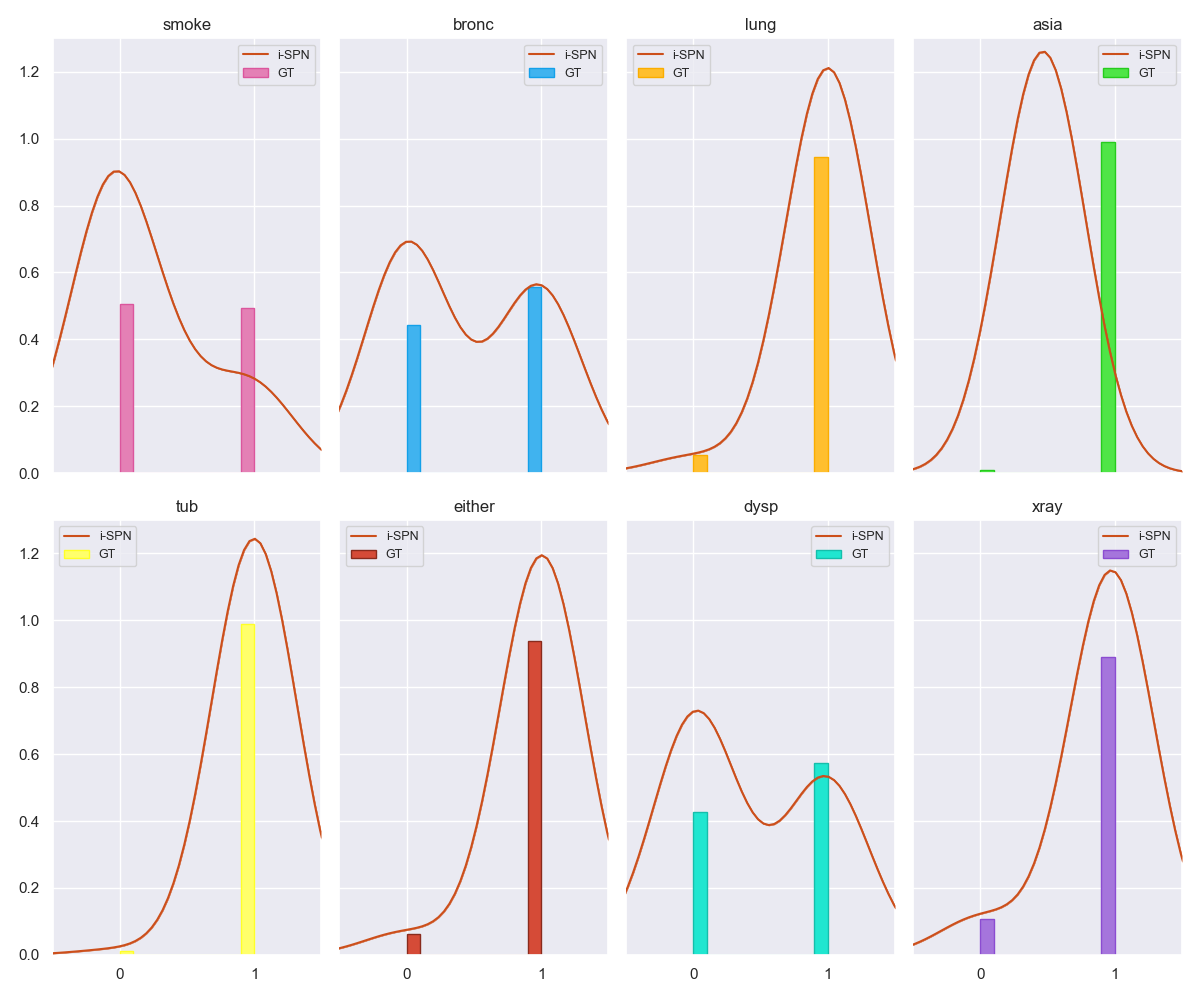 smoke
i-SPN
GT
1.2
1.0
0.8
0.6
0.4
0.2
0.0
bronc
i-SPN
GT
lung
i-SPN
GT
asia
i-SPN
GT
tub
i-SPN
GT
1.2
1.0
0.8
0.6
0.4
0.2
0.0
0 1
either
i-SPN
GT
0 1
dysp
i-SPN
GT
0 1
xray
i-SPN
GT
0 1